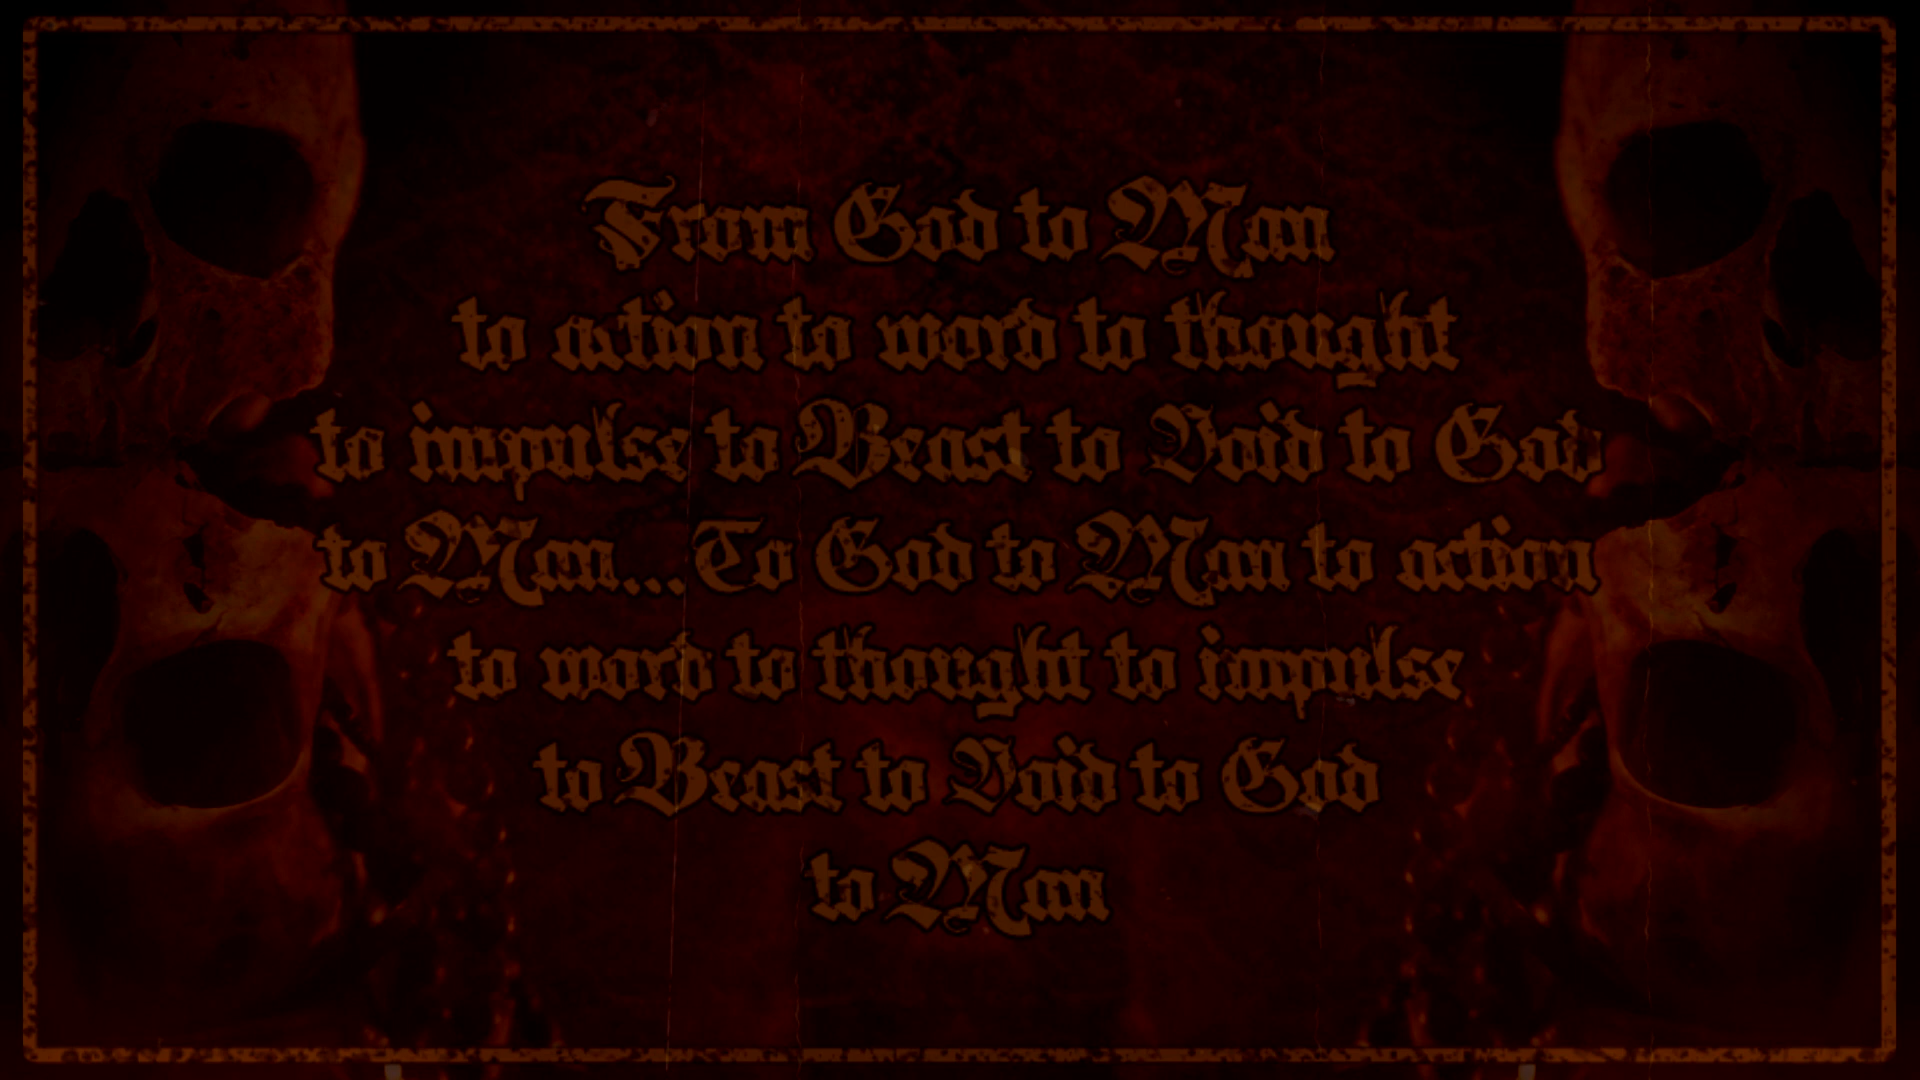 From God to Man
to action to word to thought
to impulse to Beast to Void to God
to Man...To God to Man to action
to word to thought to impulse
to Beast to Void to God
to Man